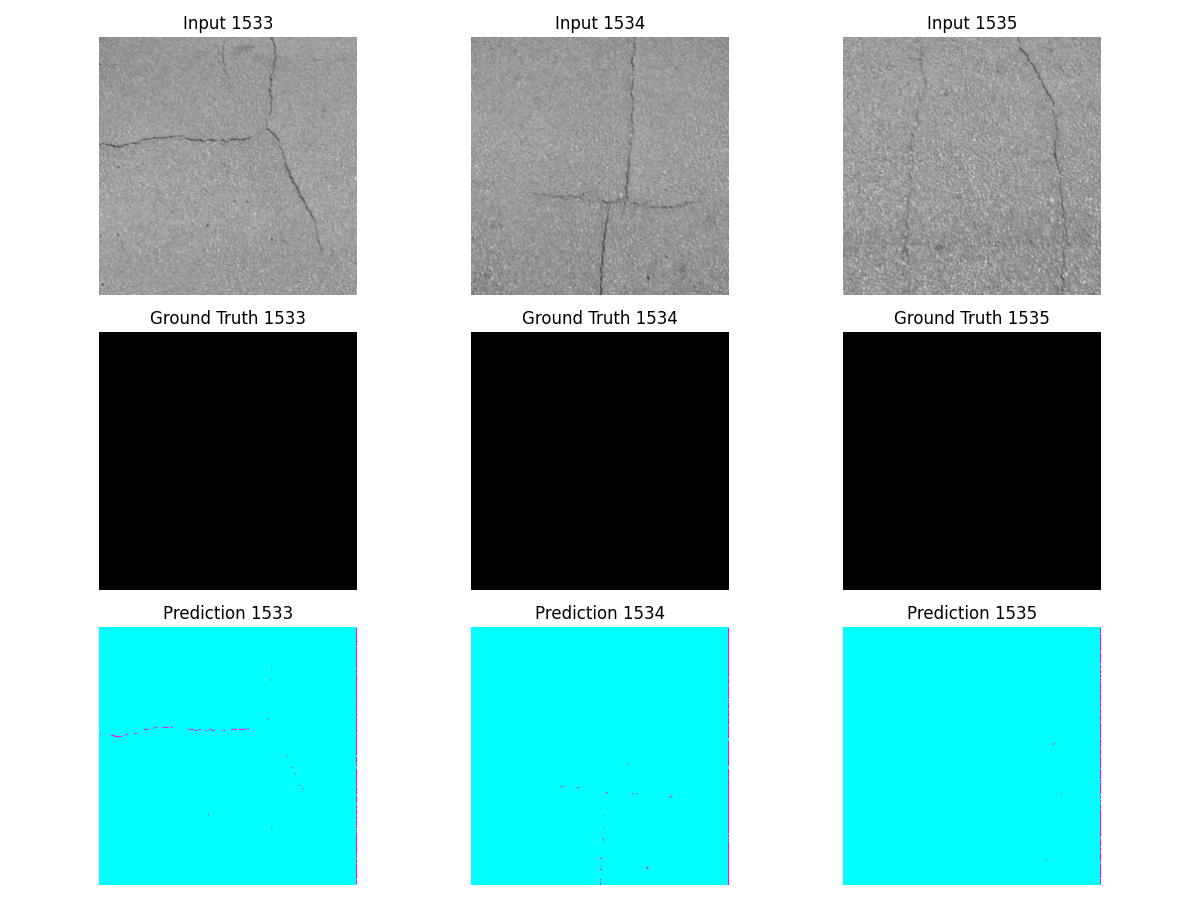 Input 1533
Input 1534
Input 1535
Ground Truth 1533
Ground Truth 1534
Ground Truth 1535
Prediction 1533
Prediction 1534
Prediction 1535